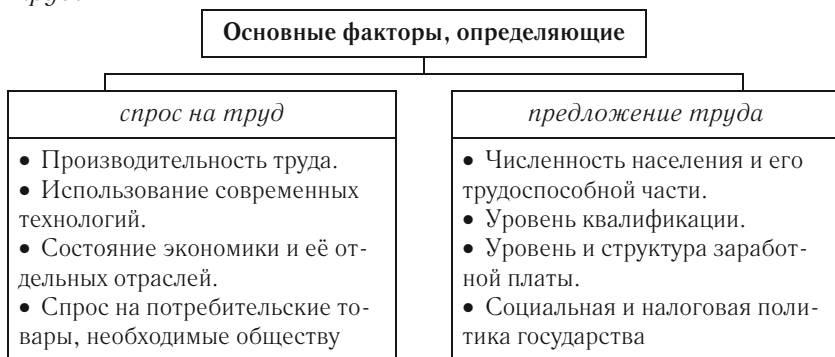 Основные факторы, определяющие
спрос на труд
• Производительность труда.
• Использование современных
технологий.
• Состояние экономики и её от-
дельных отраслей.
• Спрос на потребительские то-
вары, необходимые обществу
предложение труда
• Численность населения и его
трудоспособной части.
• Уровень квалификации.
• Уровень и структура заработ-
ной платы.
• Социальная и налоговая поли-
тика государства